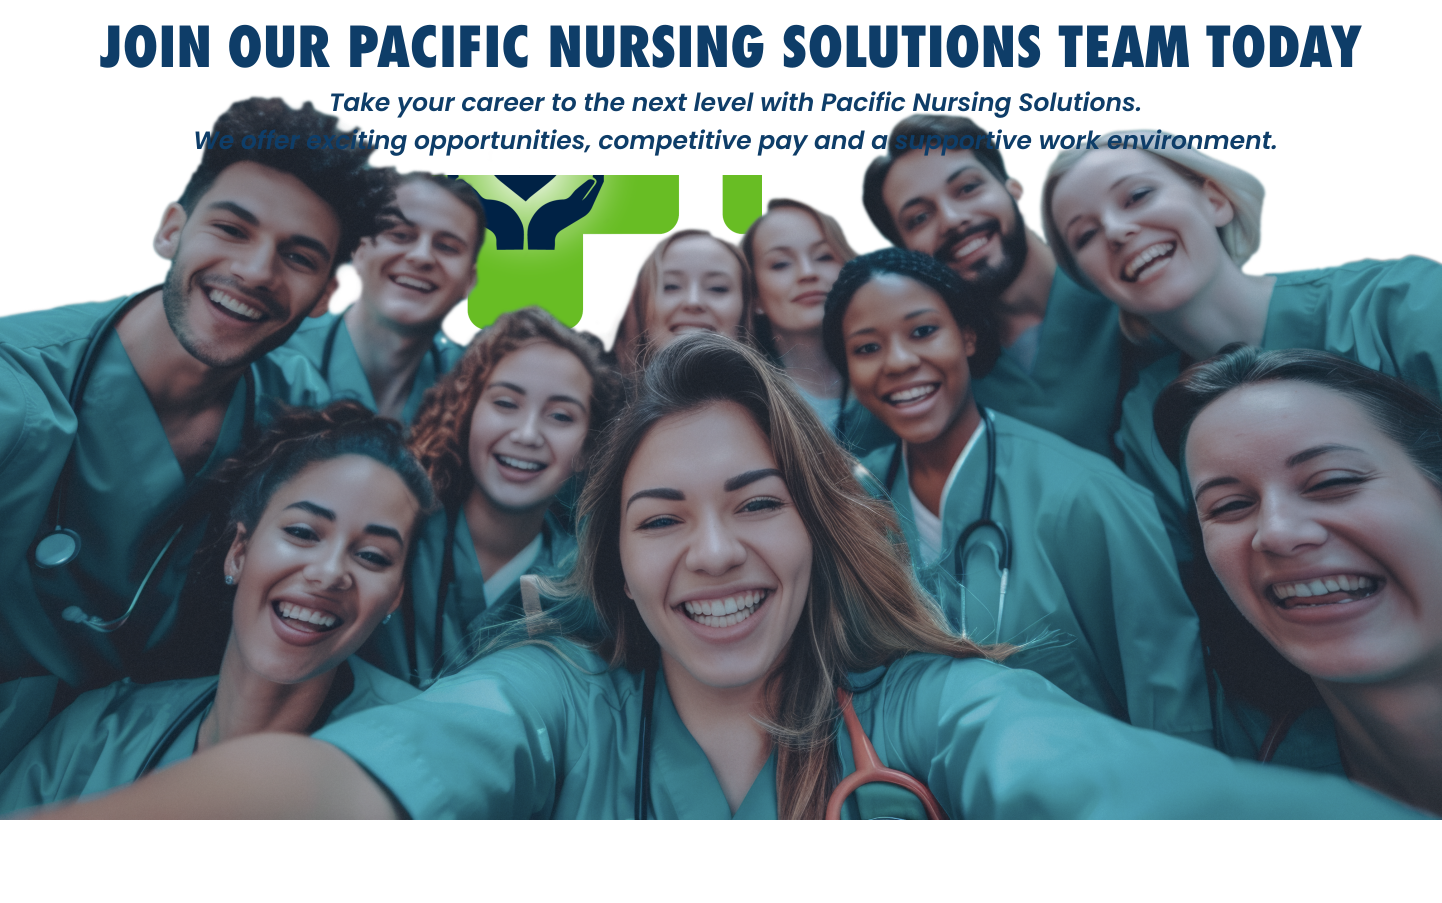 JOIN OUR PACIFIC NURSING SOLUTIONS TEAM TODAY
Take your career to the next level with Pacific Nursing Solutions.
We offer exciting opportunities, competitive pay and a supportive work environment.